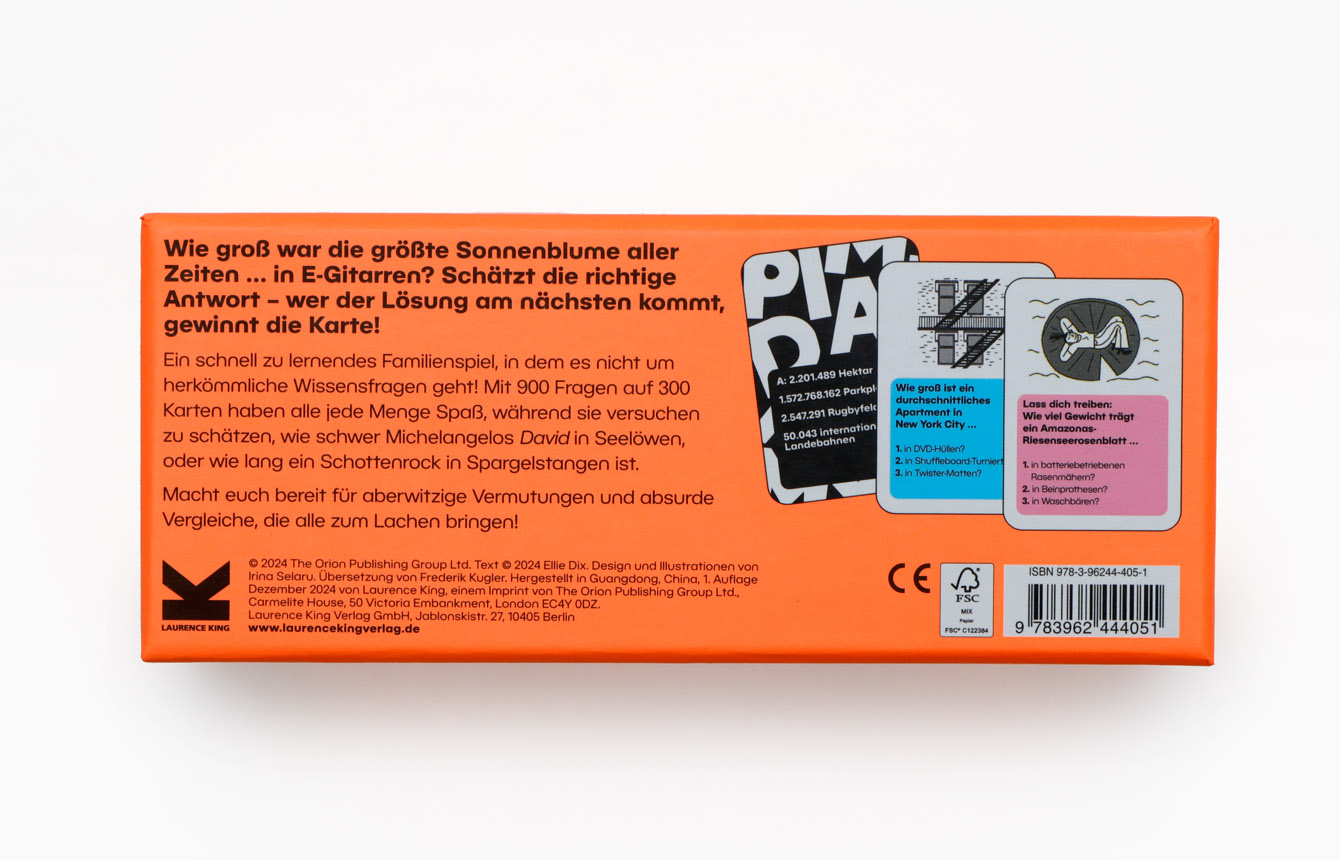 Wie groß war die größte Sonnenblume aller
Zeiten ... in E-Gitarren? Schätzt die richtige
Antwort – wer der Lösung am nächsten kommt,
gewinnt die Karte!
Ein schnell zu lernendes Familienspiel, in dem es nicht um
herkömmliche Wissensfragen geht! Mit 900 Fragen auf 300
Karten haben alle jede Menge Spaß, während sie versuchen
zu schätzen, wie schwer Michelangelos David in Seelöwen,
oder wie lang ein Schottenrock in Spargelstangen ist.
Macht euch bereit für aberwitzige Vermutungen und absurde
Vergleiche, die alle zum Lachen bringen!
A: 2.201.489 Hektar
1.572.768.162 Parkpl
2.547.291 Rugbyfel
50.043 internation
Landebahnen
Wie groß ist ein
durchschnittliches
Apartment in
New York City ...
1. in DVD-Hüllen?
2. in Shuffleboard-Turniert
3. in Twister-Matten?
Lass dich treiben:
Wie viel Gewicht trägt
ein Amazonas-
Riesenseerosenblatt ...
1. in batteriebetriebenen
Rasenmähern?
2. in Beinprothesen?
3. in Waschbären?
K
LAURENCE KING
© 2024 The Orion Publishing Group Ltd. Text © 2024 Ellie Dix. Design und Illustrationen von
Irina Selaru. Übersetzung von Frederik Kugler. Hergestellt in Guangdong, China, 1. Auflage
Dezember 2024 von Laurence King, einem Imprint von The Orion Publishing Group Ltd.,
Carmelite House, 50 Victoria Embankment, London EC4Y 0DZ.
Laurence King Verlag GmbH, Jablonskistr. 27, 10405 Berlin
www.laurencekingverlag.de
CE
FSC
MIX
Papier
FSC® C122384
ISBN 978-3-96244-405-1
9 783962 444051